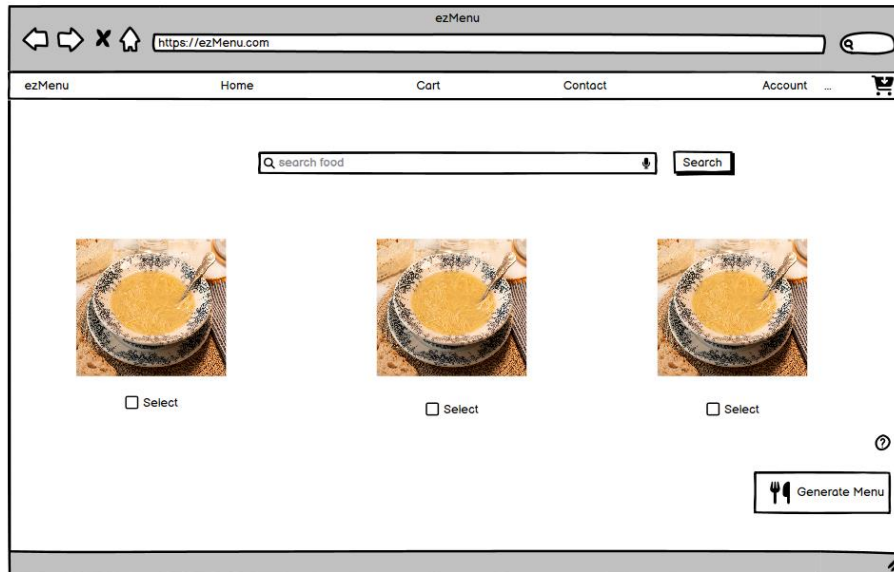 ezMenu
https://ezMenu.com
ezMenu Home Cart Contact Account ...
search food Search
Select Select Select
?
Generate Menu